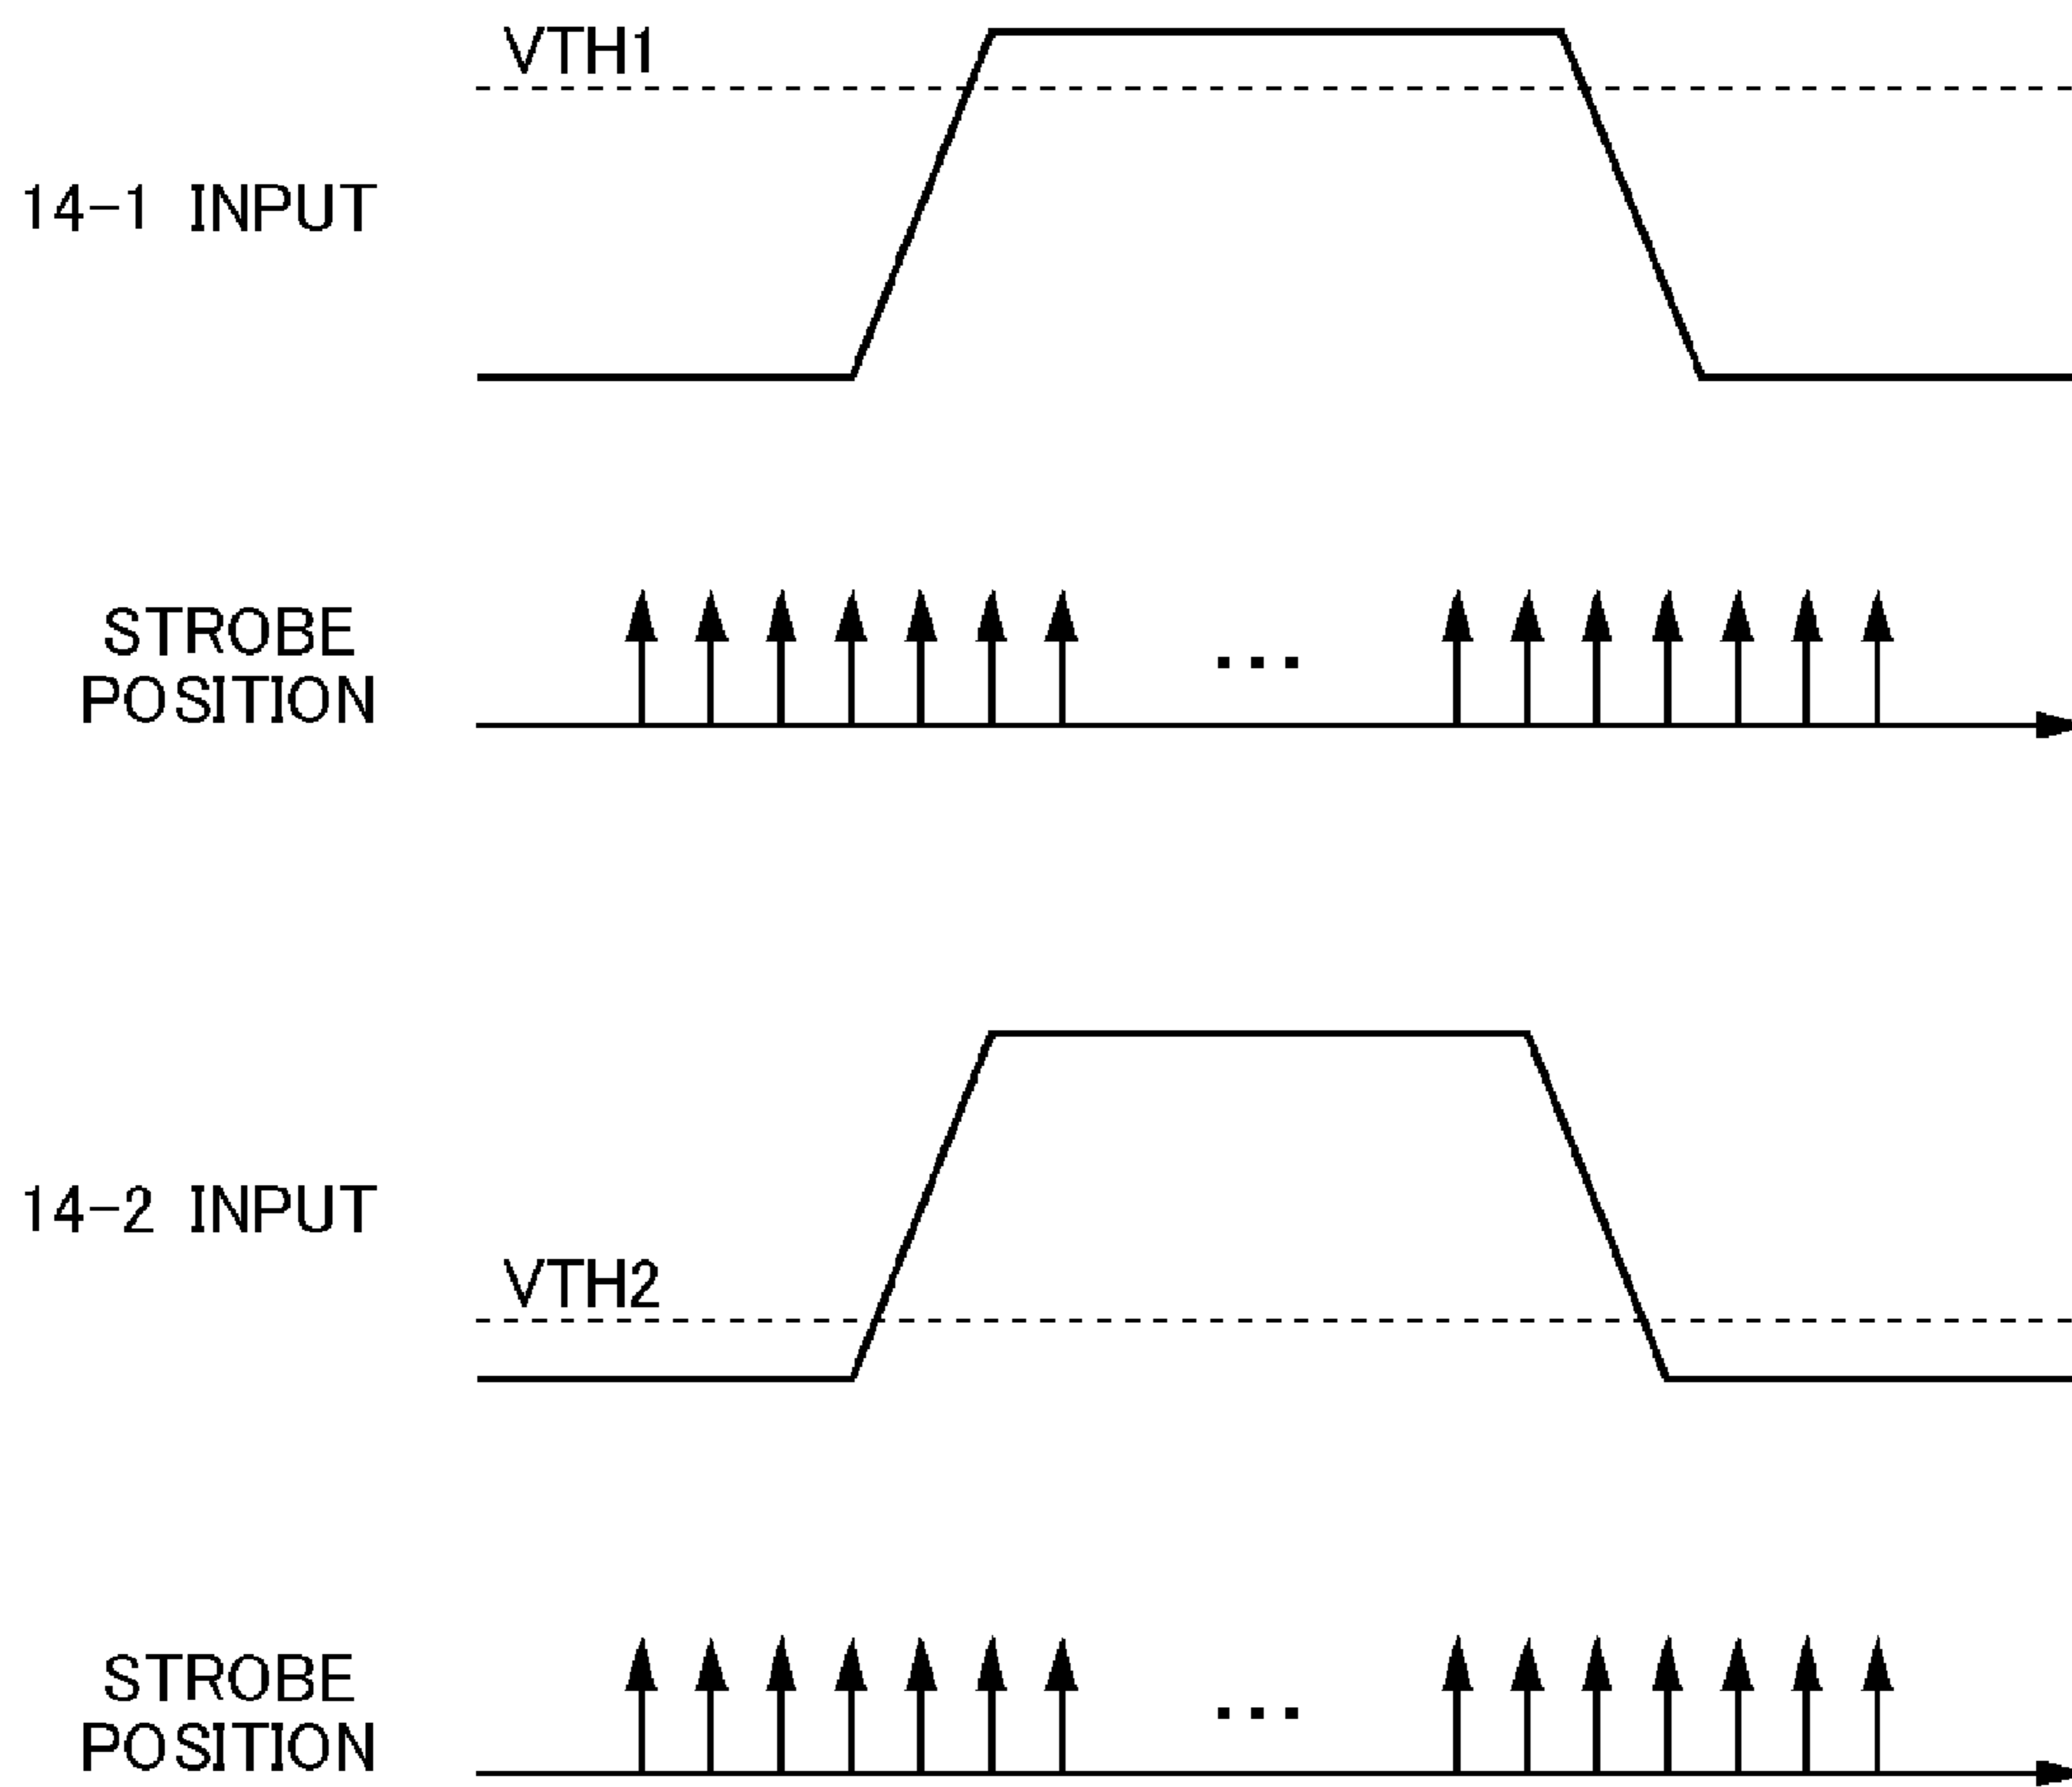 VTH1
14-1 INPUT
STROBE
POSITION
...
14-2 INPUT
VTH2
STROBE
POSITION
...